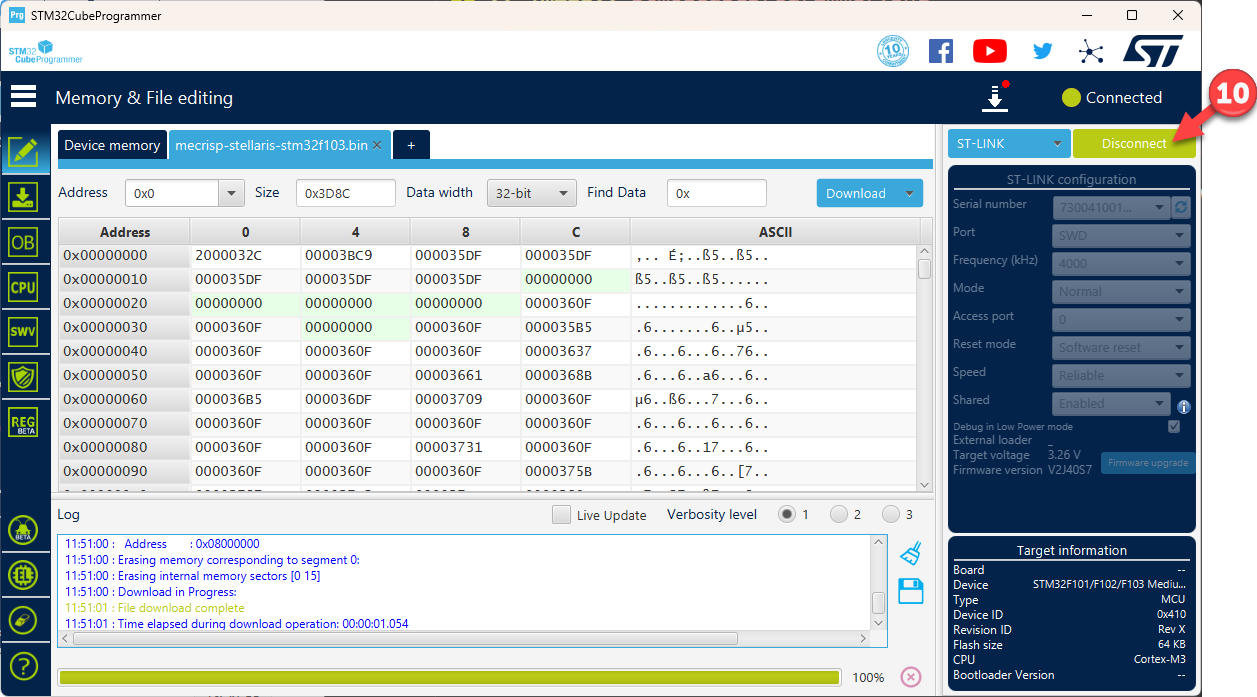 Prg STM32CubeProgrammer
STM32
CubeProgrammer
10 YEARS
Memory & File editing
Connected
10
Device memory mecrisp-stellaris-stm32f103.bin × +
ST-LINK Disconnect
Address 0x0 Size 0x3D8C Data width 32-bit Find Data 0x Download
Address 0 4 8 C ASCII
0x00000000 2000032C 00003BC9 000035DF 000035DF ,.. É;..ß5..ß5..
0x00000010 000035DF 000035DF 000035DF 00000000 ß5..ß5..ß5......
0x00000020 00000000 00000000 00000000 0000360F .............6..
0x00000030 0000360F 00000000 0000360F 000035B5 .6.......6..µ5..
0x00000040 0000360F 0000360F 0000360F 00003637 .6...6...6..76..
0x00000050 0000360F 0000360F 00003661 0000368B .6...6..a6...6..
0x00000060 000036B5 000036DF 00003709 0000360F µ6..ß6...7...6..
0x00000070 0000360F 0000360F 0000360F 0000360F .6...6...6...6..
0x00000080 0000360F 0000360F 00003731 0000360F .6...6..17...6..
0x00000090 0000360F 0000360F 0000360F 0000375B .6...6...6..[7..
OB
CPU
SWV
REG
BETA
BETA
EL
?
ST-LINK configuration
Serial number 730041001...
Port SWD
Frequency (kHz) 4000
Mode Normal
Access port 0
Reset mode Software reset
Speed Reliable
Shared Enabled
Debug in Low Power mode
External loader _
Target voltage 3.26 V
Firmware version V2J40S7
Firmware upgrade
Log Live Update Verbosity level 1 2 3
11:51:00 : Address : 0x08000000
11:51:00 : Erasing memory corresponding to segment 0:
11:51:00 : Erasing internal memory sectors [0 15]
11:51:00 : Download in Progress:
11:51:01 : File download complete
11:51:01 : Time elapsed during download operation: 00:00:01.054
100%
Target information
Board --
Device STM32F101/F102/F103 Mediu...
Type MCU
Device ID 0x410
Revision ID Rev X
Flash size 64 KB
CPU Cortex-M3
Bootloader Version --